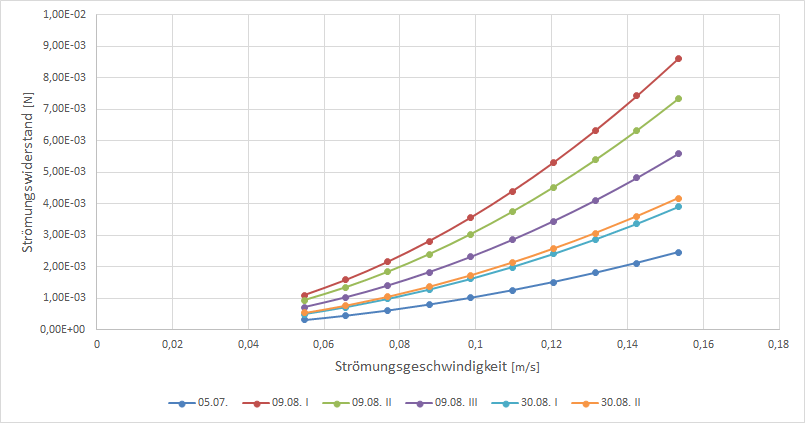 1,00E-02
9,00E-03
8,00E-03
7,00E-03
6,00E-03
5,00E-03
4,00E-03
3,00E-03
2,00E-03
1,00E-03
0,00E+00
Strömungswiderstand [N]
0 0,02 0,04 0,06 0,08 0,1 0,12 0,14 0,16 0,18
Strömungsgeschwindigkeit [m/s]
05.07. 09.08. I 09.08. II 09.08. III 30.08. I 30.08. II